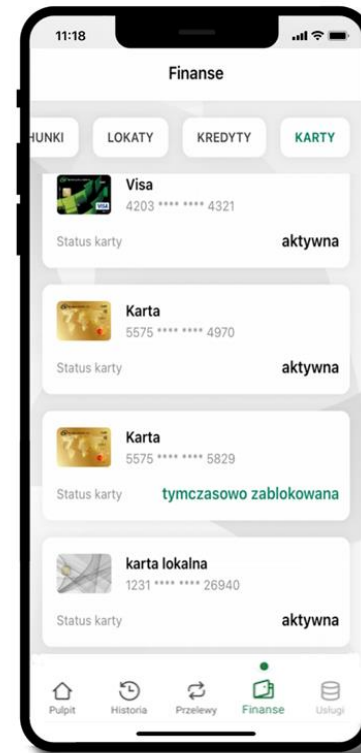 11:18
Finanse
HUNKI LOKATY KREDYTY KARTY
Visa
4203 **** **** 4321
Status karty aktywna
Karta
5575 **** **** 4970
Status karty aktywna
Karta
5575 **** **** 5829
Status karty tymczasowo zablokowana
karta lokalna
1231 **** **** 26940
Status karty aktywna
Pulpit Historia Przelewy Finanse Usługi